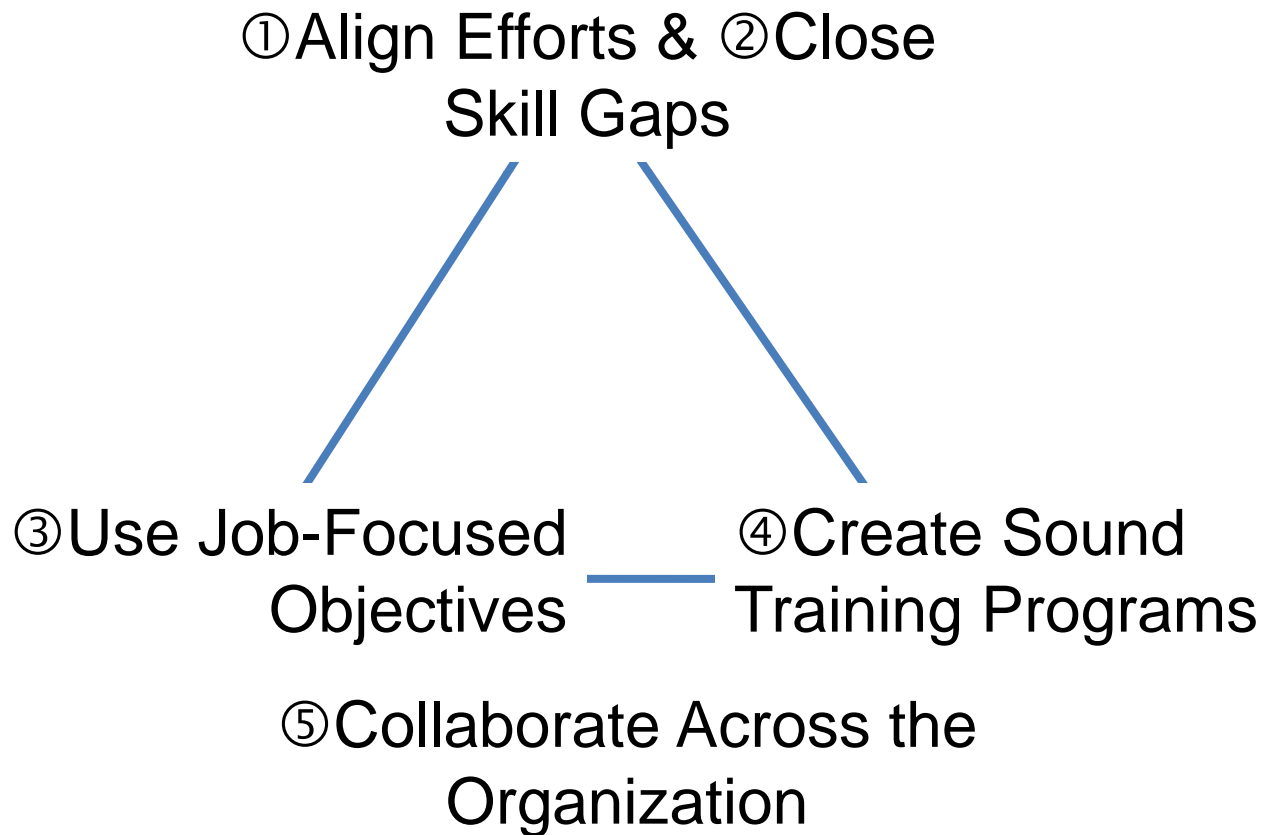 ①Align Efforts & ②Close
Skill Gaps
③Use Job-Focused
Objectives
④Create Sound
Training Programs
⑤Collaborate Across the
Organization